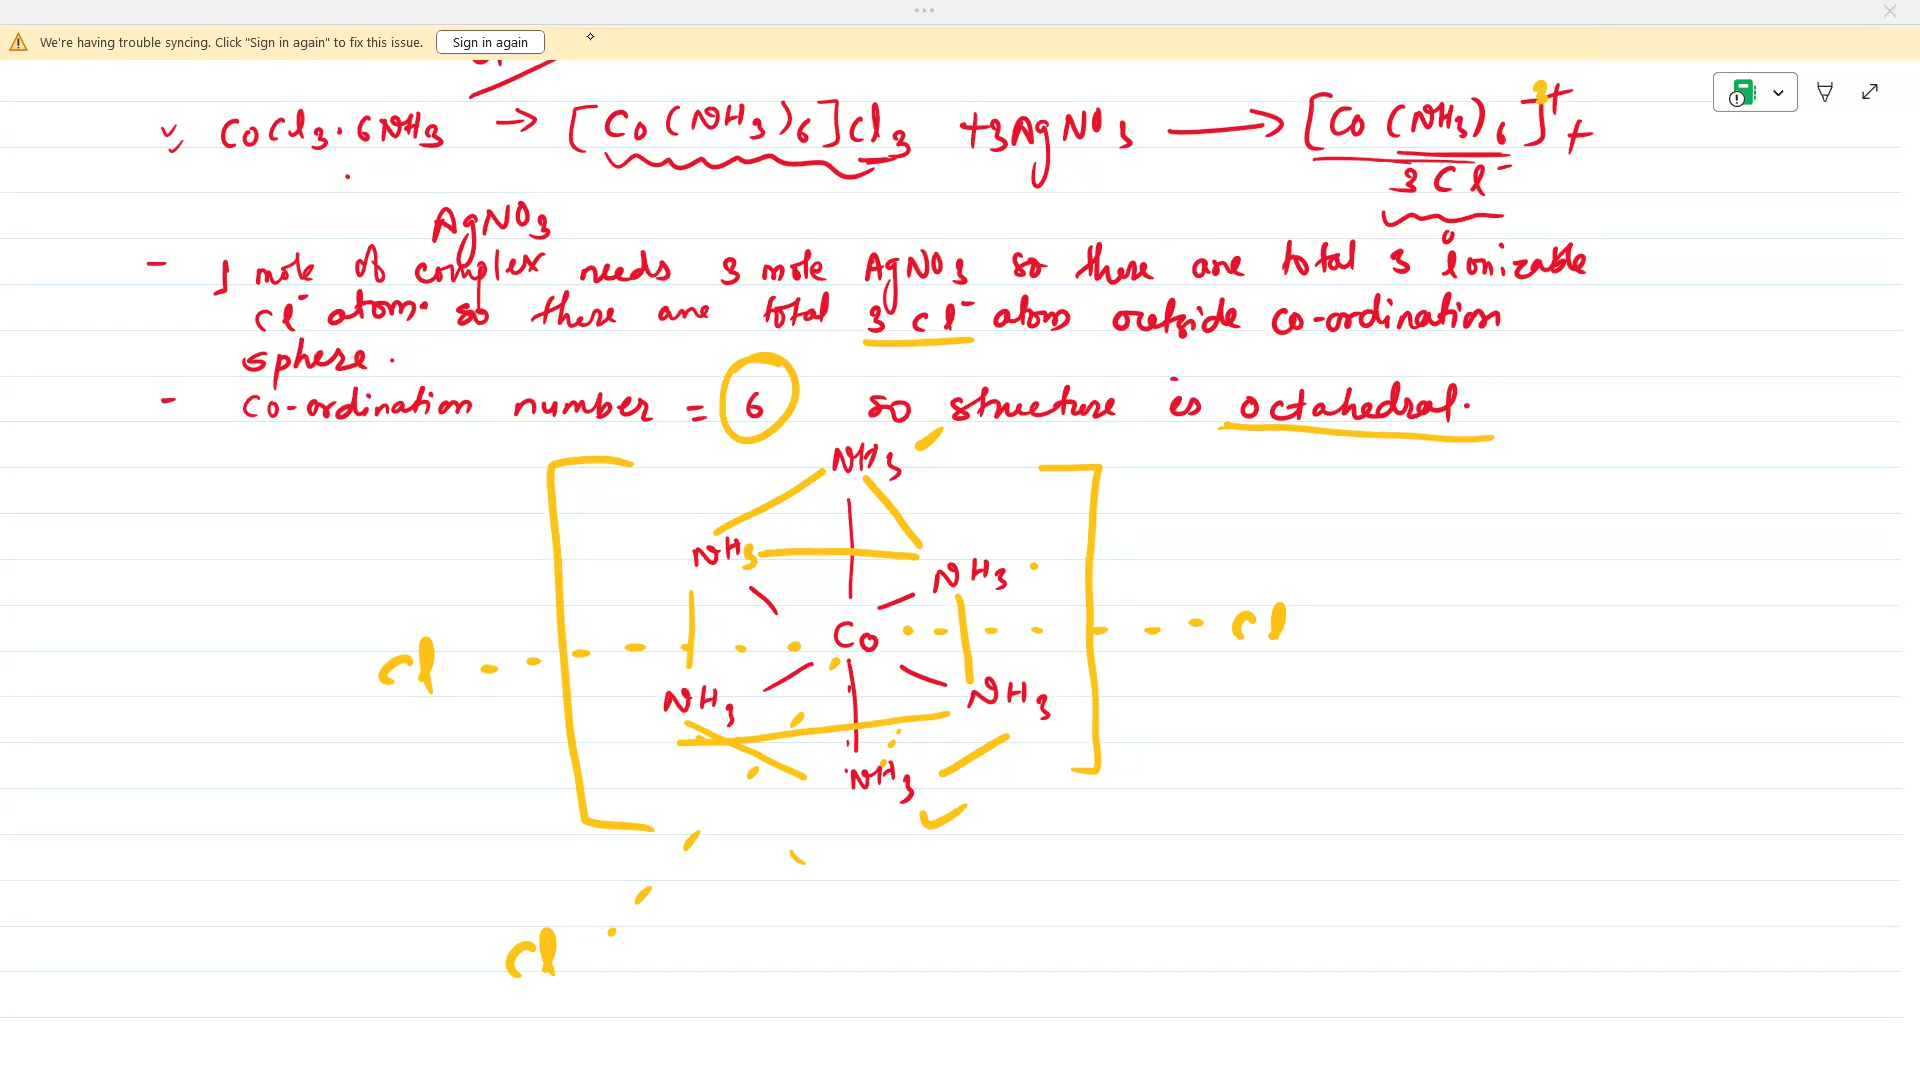 We're having trouble syncing. Click "Sign in again" to fix this issue. Sign in again
CoCl3·6NH3 → [Co(NH3)6]Cl3 +3AgNO3 → [Co(NH3)6]3+ +
3Cl-
AgNO3
- 1 mole of complex needs 3 mole AgNO3 so there are total 3 ionizable
Cl- atom. so there are total 3 Cl- atom outside co-ordination
sphere.
- co-ordination number = 6 so structure is octahedral.
NH3
NH3
NH3
Cl Co Cl
NH3 NH3
NH3
Cl